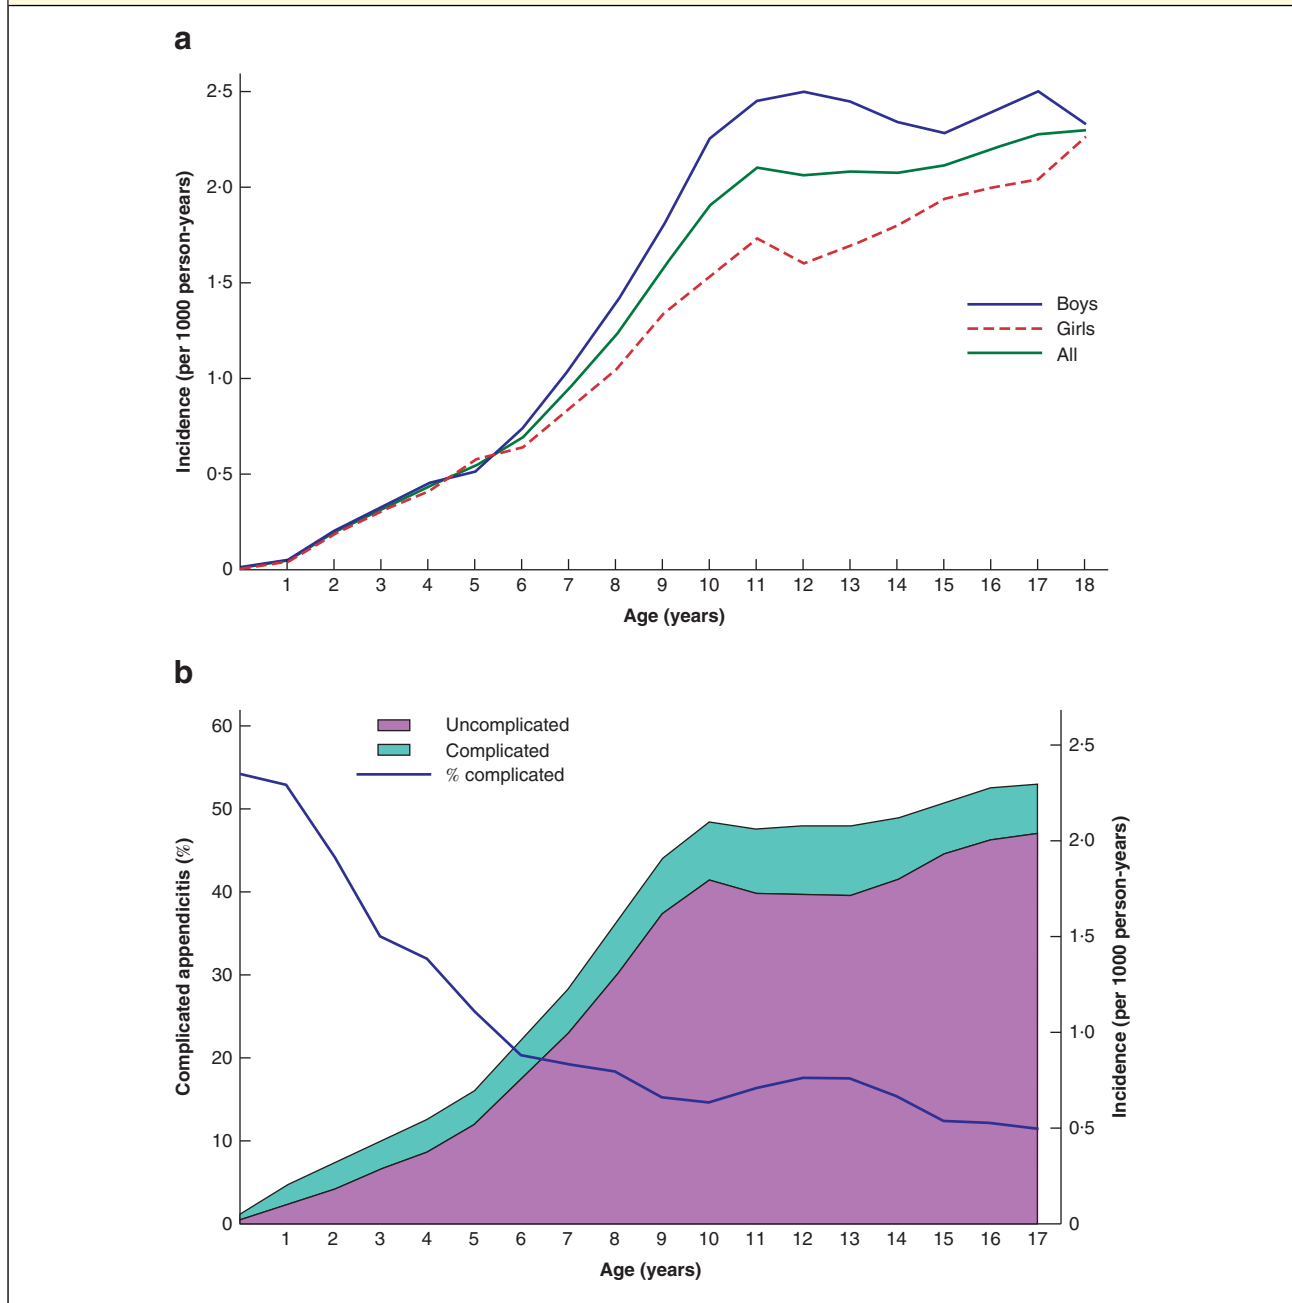 a
2·5
2·0
1·5
1·0
0·5
0
Incidence (per 1000 person-years)
Boys
Girls
All
1 2 3 4 5 6 7 8 9 10 11 12 13 14 15 16 17 18
Age (years)
b
60
50
40
30
20
10
0
Complicated appendicitis (%)
Uncomplicated
Complicated
% complicated
2·5
2·0
1·5
1·0
0·5
0
Incidence (per 1000 person-years)
1 2 3 4 5 6 7 8 9 10 11 12 13 14 15 16 17
Age (years)